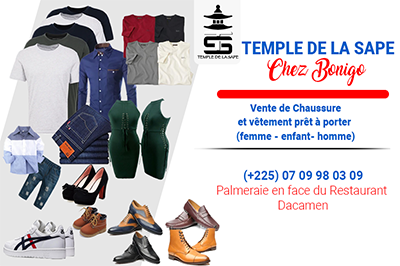 TEMPLE DE LA SAPE
TEMPLE DE LA SAPE
Chez Bonigo
Vente de Chaussure
et vêtement prêt à porter
(femme - enfant- homme)
(+225) 07 09 98 03 09
Palmeraie en face du Restaurant
Dacamen